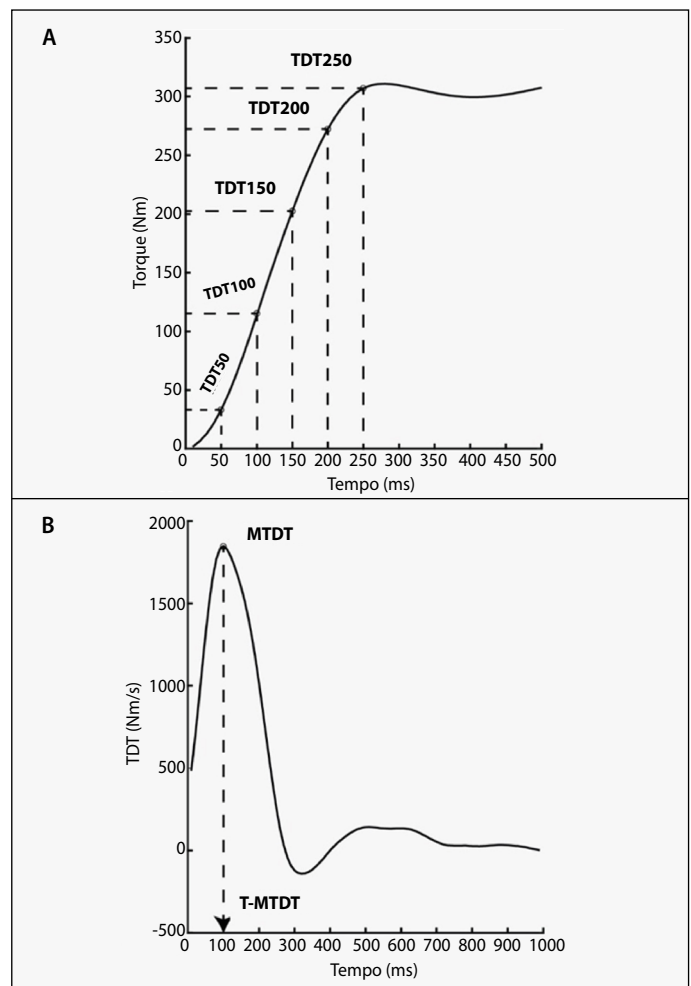 A
350
300
250
200
150
100
50
0
Torque (Nm)
TDT250
TDT200
TDT150
TDT100
TDT50
0 50 100 150 200 250 300 350 400 450 500
Tempo (ms)
B
2000
1500
1000
500
0
-500
TDT (Nm/s)
MTDT
T-MTDT
0 100 200 300 400 500 600 700 800 900 1000
Tempo (ms)